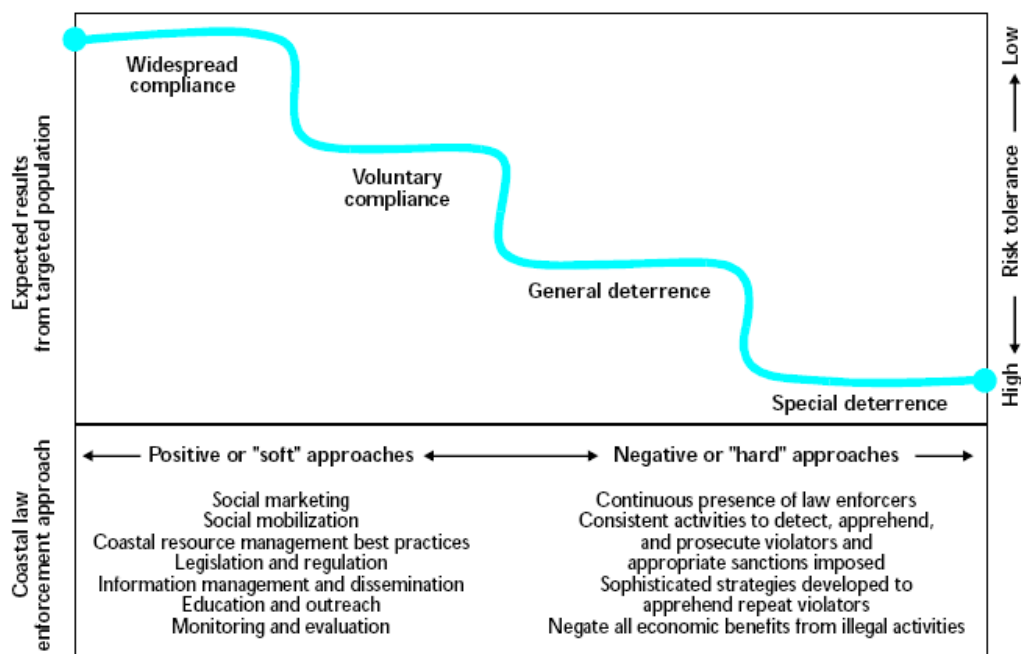 Expected results
from targeted population
Widespread
compliance
Voluntary
compliance
General deterrence
Special deterrence
Low
Risk tolerance
High
Coastal law
enforcement approach
Positive or "soft" approaches
Negative or "hard" approaches
Social marketing
Social mobilization
Coastal resource management best practices
Legislation and regulation
Information management and dissemination
Education and outreach
Monitoring and evaluation
Continuous presence of law enforcers
Consistent activities to detect, apprehend,
and prosecute violators and
appropriate sanctions imposed
Sophisticated strategies developed to
apprehend repeat violators
Negate all economic benefits from illegal activities